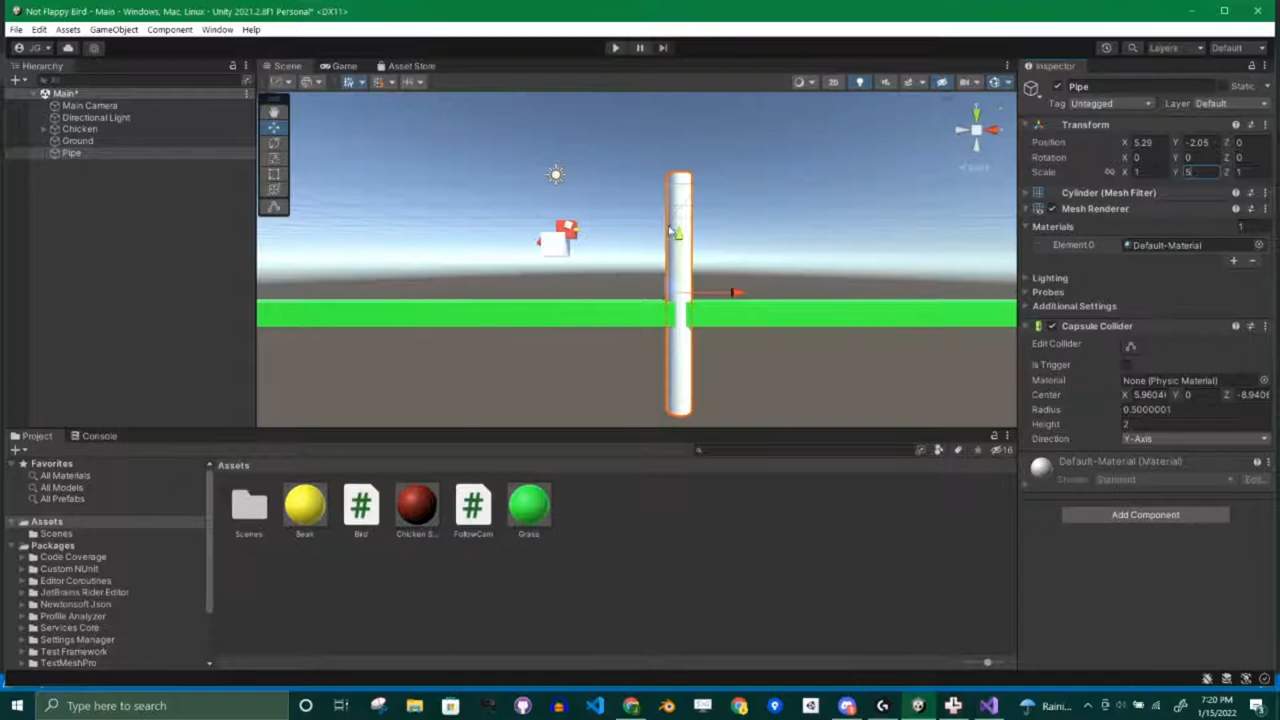 Not Flappy Bird - Main - Windows, Mac, Linux - Unity 2021.2.8f1 Personal* <DX11>
File Edit Assets GameObject Component Window Help
JG Layers Default
Hierarchy Scene Game Asset Store Inspector
Main* 2D Pipe Static
Main Camera Tag Untagged Layer Default
Directional Light
Chicken Transform
Ground Position X 5.29 Y -2.05 Z 0
Pipe Rotation X 0 Y 0 Z 0
Scale X 1 Y 5 Z 1
Cylinder (Mesh Filter)
Mesh Renderer
Materials 1
Element 0 Default-Material
Lighting
Probes
Additional Settings
Capsule Collider
Edit Collider
Is Trigger
Material None (Physic Material)
Center X 5.9604 Y 0 Z -8.9406
Radius 0.5000001
Height 2
Direction Y-Axis
Default-Material (Material)
Shader Standard Edit...
Add Component
Project Console
16
Favorites Assets
All Materials
All Models
All Prefabs
Assets
Scenes Scenes Beak Bird Chicken S... FollowCam Grass
Packages
Code Coverage
Custom NUnit
Editor Coroutines
JetBrains Rider Editor
Newtonsoft Json
Profile Analyzer
Services Core
Settings Manager
Test Framework
TextMeshPro
Type here to search
Raini...
7:20 PM
1/15/2022